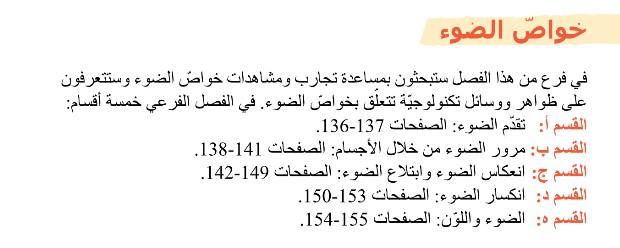 خواصّ الضوء
في فرع من هذا الفصل ستبحثون بمساعدة تجارب ومشاهدات خواصّ الضوء وستتعرفون
على ظواهر ووسائل تكنولوجيّة تتعلّق بخواصّ الضوء. في الفصل الفرعي خمسة أقسام:
القسم أ: تقدّم الضوء: الصفحات 137-136.
القسم ب: مرور الضوء من خلال الأجسام: الصفحات 141-138.
القسم ج: انعكاس الضوء وابتلاع الضوء: الصفحات 149-142.
القسم د: انكسار الضوء: الصفحات 153-150.
القسم ه: الضوء واللوّن: الصفحات 155-154.